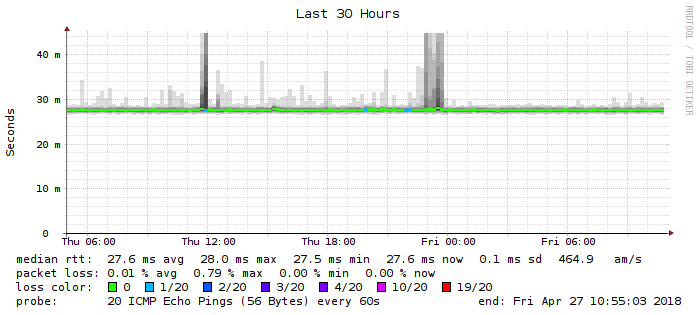 Last 30 Hours
RRDTOOL / TOBI OETIKER
Seconds
40 m
30 m
20 m
10 m
0
Thu 06:00 Thu 12:00 Thu 18:00 Fri 00:00 Fri 06:00
median rtt: 27.6 ms avg 28.0 ms max 27.5 ms min 27.6 ms now 0.1 ms sd 464.9 am/s
packet loss: 0.01 % avg 0.79 % max 0.00 % min 0.00 % now
loss color: 0 1/20 2/20 3/20 4/20 10/20 19/20
probe: 20 ICMP Echo Pings (56 Bytes) every 60s end: Fri Apr 27 10:55:03 2018